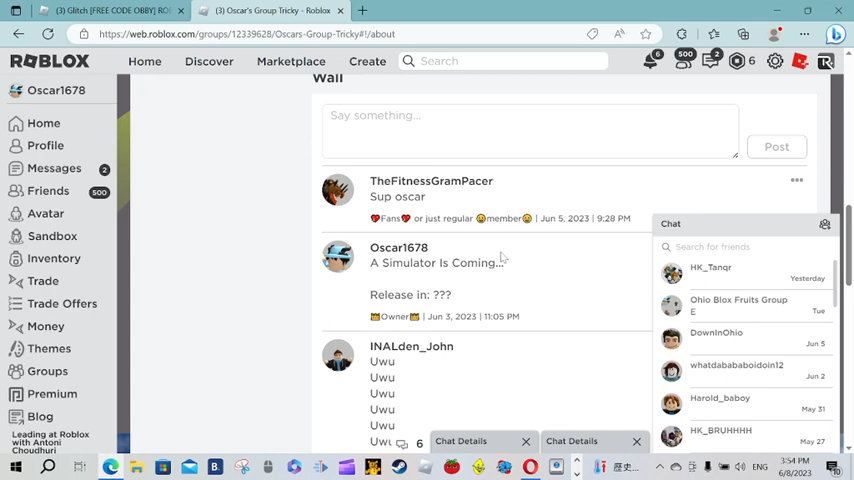 (3) Glitch [FREE CODE OBBY] RO
(3) Oscar's Group Tricky - Roblox
https://web.roblox.com/groups/12339628/Oscars-Group-Tricky#!/about
ROBLOX
Home
Discover
Marketplace
Create
Search
6
500
2
6
Oscar1678
Home
Profile
Messages
2
Friends
500
Avatar
Sandbox
Inventory
Trade
Trade Offers
Money
Themes
Groups
Premium
Blog
Leading at Roblox
with Antoni
Choudhuri
Wall
Say something...
Post
TheFitnessGramPacer
Sup oscar
💖Fans💖 or just regular 😐member😐 | Jun 5, 2023 | 9:28 PM
Oscar1678
A Simulator Is Coming...
Release in: ???
👑Owner👑 | Jun 3, 2023 | 11:05 PM
INALden_John
Uwu
Uwu
Uwu
Uwu
Uwu
Uwu
6
Chat
Search for friends
HK_Tanqr
Yesterday
Ohio Blox Fruits Group
E
Tue
DownInOhio
Jun 5
whatdabababoidoin12
Jun 2
Harold_baboy
May 31
HK_BRUHHHH
May 27
Chat Details
Chat Details
B.
歷史...
ENG
3:54 PM
6/8/2023
10